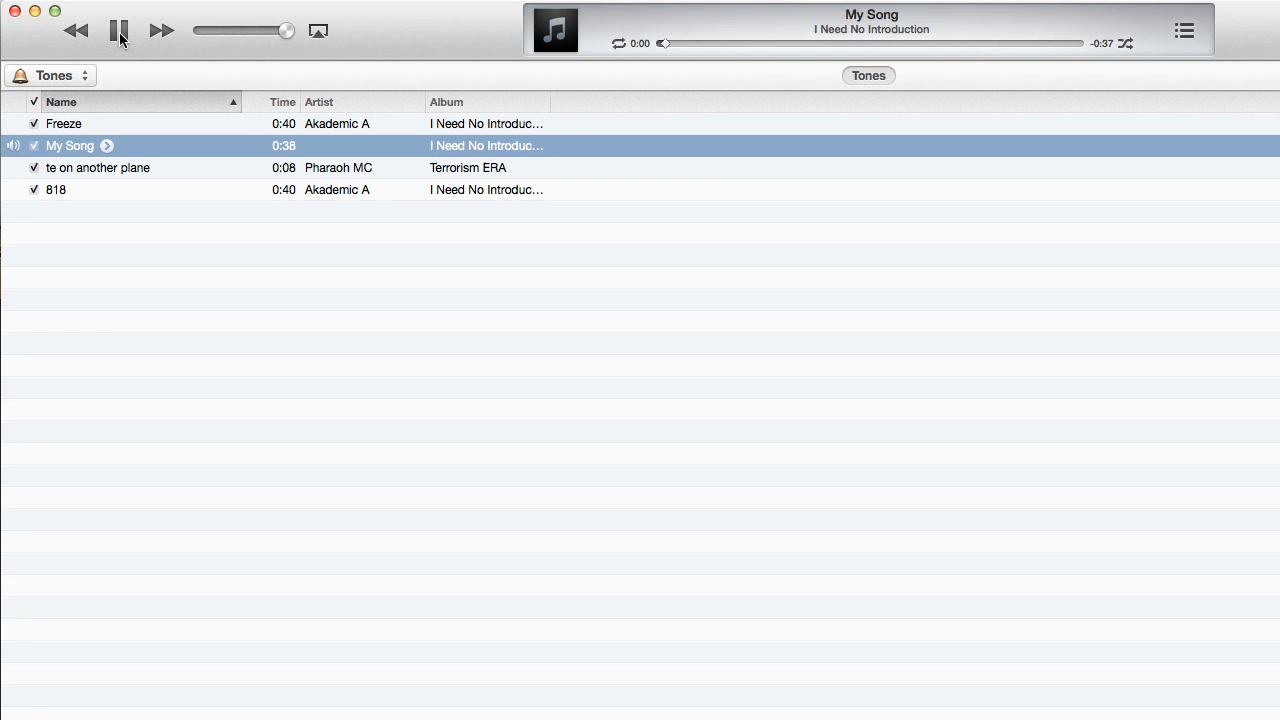 My Song
I Need No Introduction
0:00 -0:37
Tones Tones
Name Time Artist Album
Freeze 0:40 Akademic A I Need No Introduc...
My Song 0:38 I Need No Introduc...
te on another plane 0:08 Pharaoh MC Terrorism ERA
818 0:40 Akademic A I Need No Introduc...